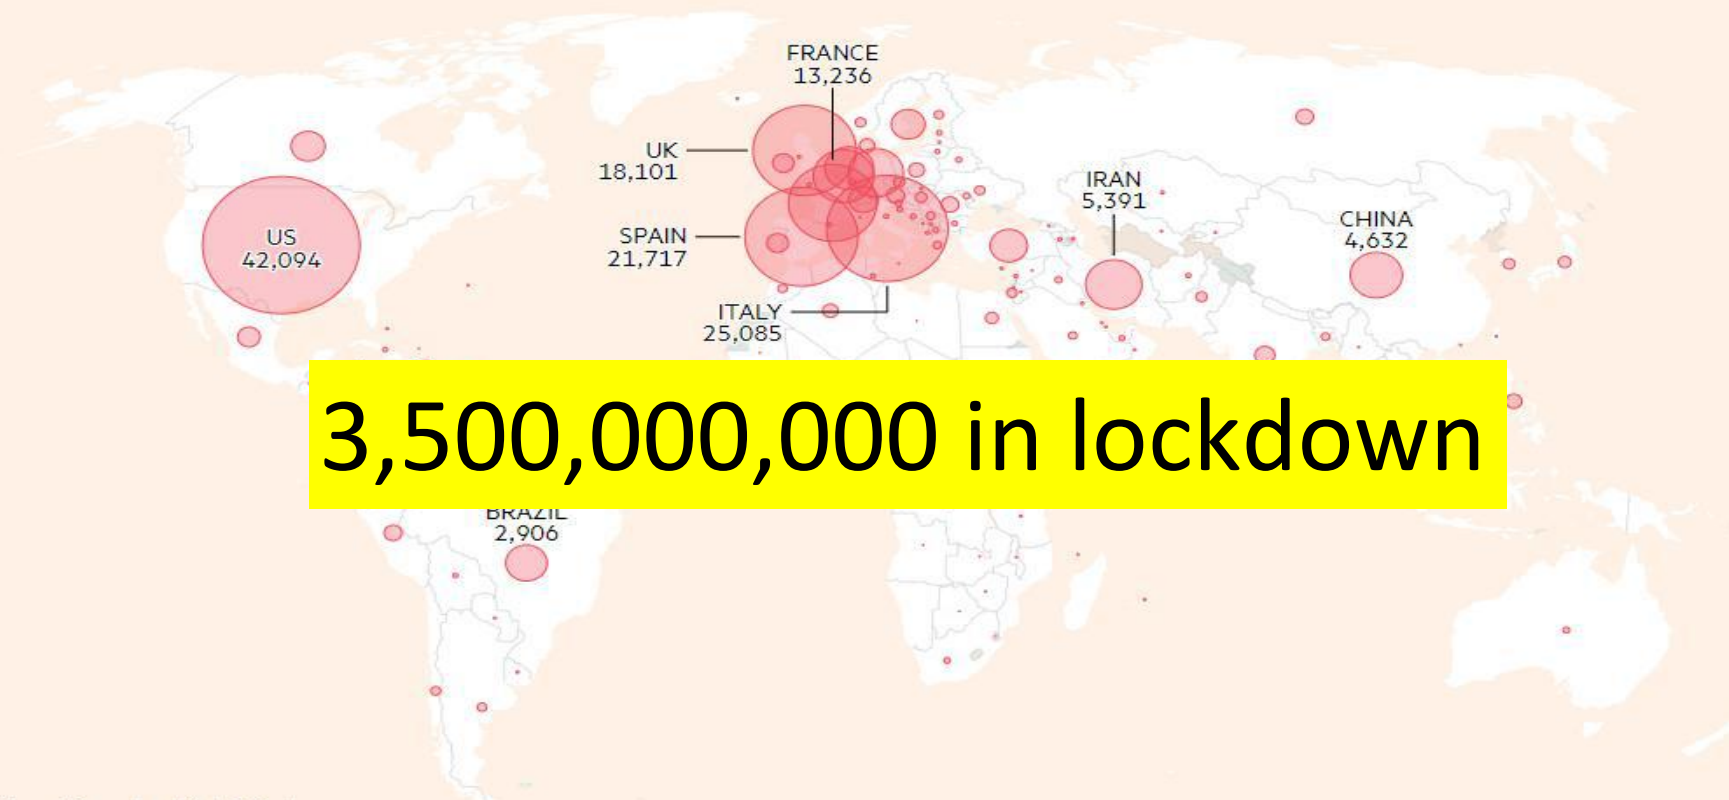 FRANCE
13,236
UK
18,101
IRAN
5,391
CHINA
4,632
US
42,094
SPAIN
21,717
ITALY
25,085
3,500,000,000 in lockdown
BRAZIL
2,906